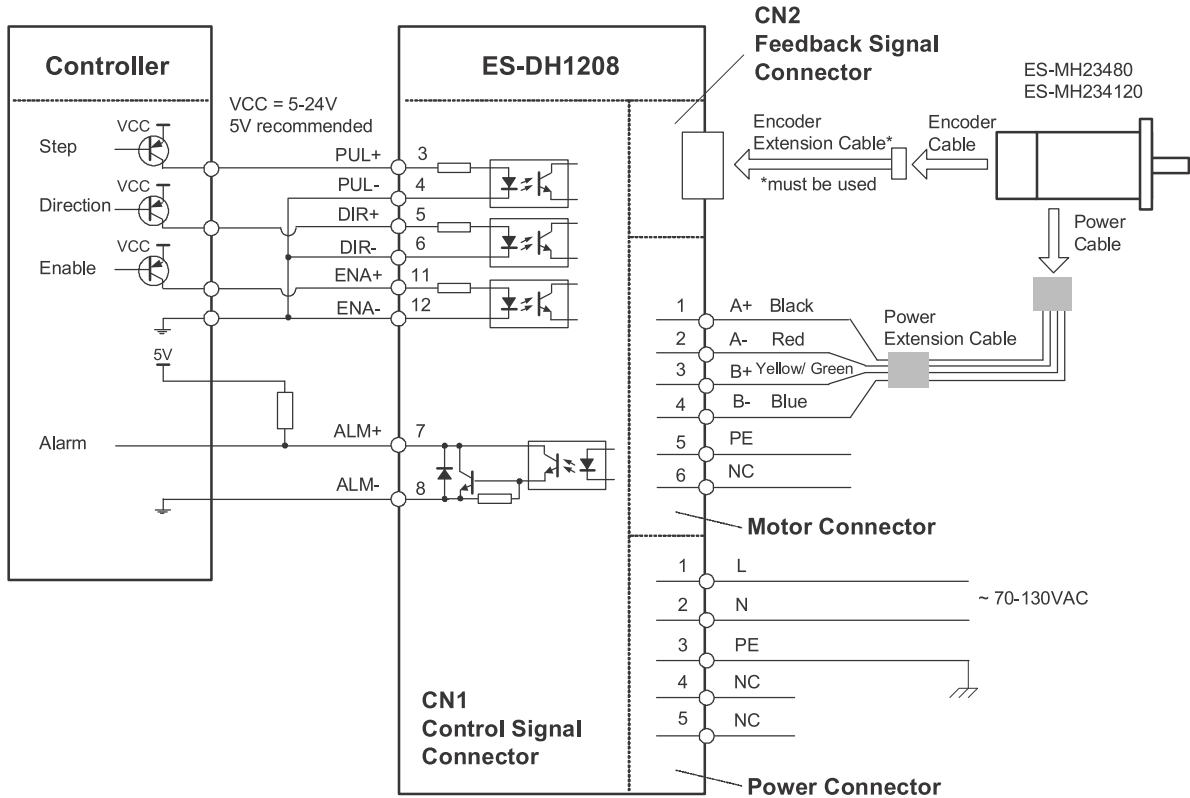 CN2
Feedback Signal
Connector
Controller
ES-DH1208
ES-MH23480
ES-MH234120
VCC = 5-24V
5V recommended
Step
VCC
PUL+
3
PUL-
4
Direction
VCC
DIR+
5
DIR-
6
Enable
VCC
ENA+
11
ENA-
12
5V
Alarm
ALM+
7
ALM-
8
Encoder
Extension Cable*
*must be used
Encoder
Cable
Power
Cable
Power
Extension Cable
1 A+ Black
2 A- Red
3 B+ Yellow/ Green
4 B- Blue
5 PE
6 NC
Motor Connector
1 L
2 N
~ 70-130VAC
3 PE
4 NC
5 NC
CN1
Control Signal
Connector
Power Connector